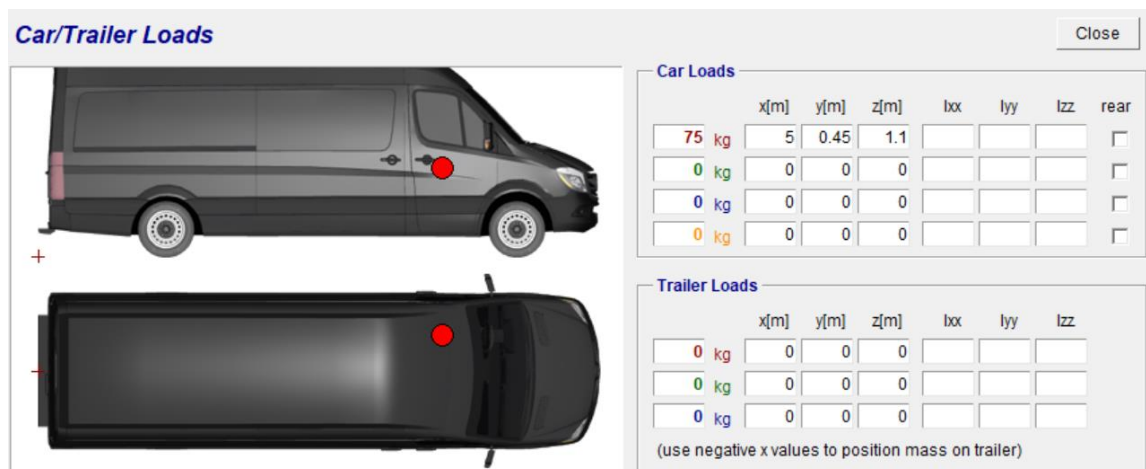 Car/Trailer Loads
Close
Car Loads
x[m] y[m] z[m] Ixx Iyy Izz rear
75 kg 5 0.45 1.1
0 kg 0 0 0
0 kg 0 0 0
0 kg 0 0 0
Trailer Loads
x[m] y[m] z[m] Ixx Iyy Izz
0 kg 0 0 0
0 kg 0 0 0
0 kg 0 0 0
(use negative x values to position mass on trailer)